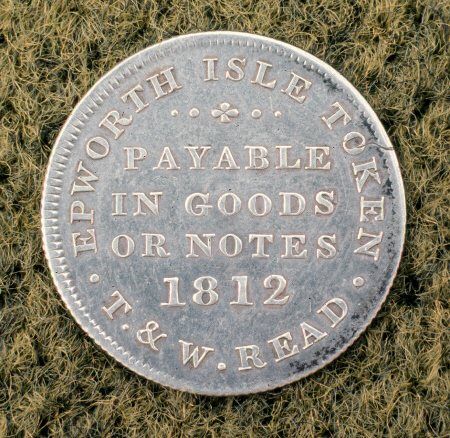 EPWORTH ISLE TOKEN
PAYABLE
IN GOODS
OR NOTES
1812
· T. & W. READ ·